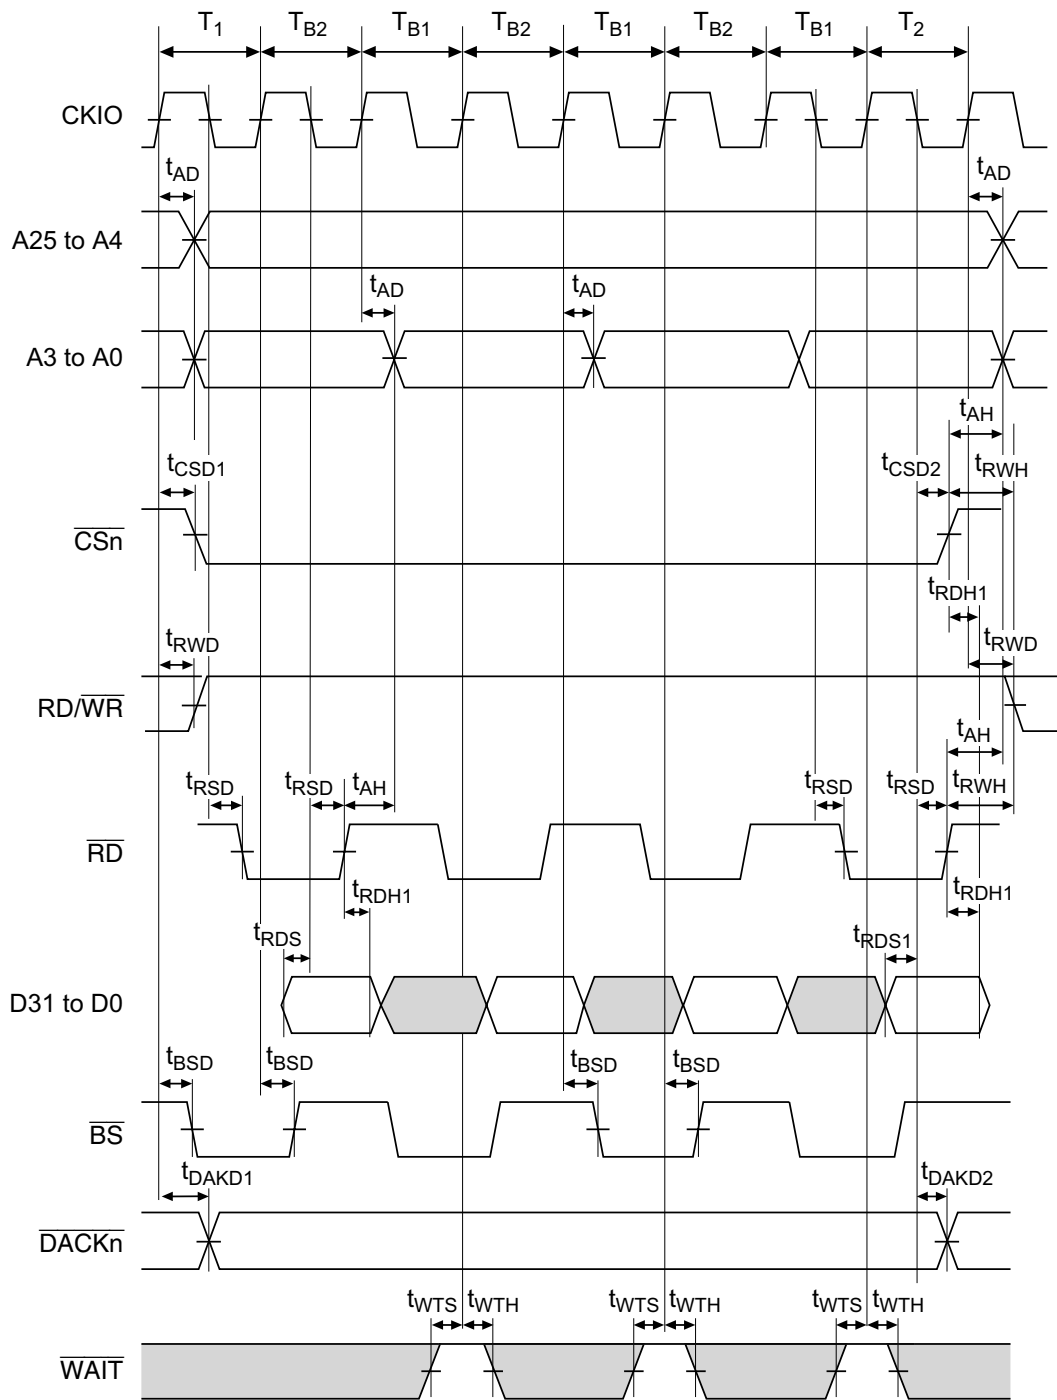 T1 TB2 TB1 TB2 TB1 TB2 TB1 T2
CKIO
tAD tAD
A25 to A4
tAD tAD
A3 to A0
tAH
tCSD1 tCSD2 tRWH
CSn
tRDH1
tRWD tRWD
RD/WR
tAH
tRSD tRSD tAH tRSD tRSD tRWH
RD
tRDH1 tRDH1
tRDS tRDS1
D31 to D0
tBSD tBSD tBSD tBSD
BS
tDAKD1 tDAKD2
DACKn
tWTS tWTH tWTS tWTH tWTS tWTH
WAIT